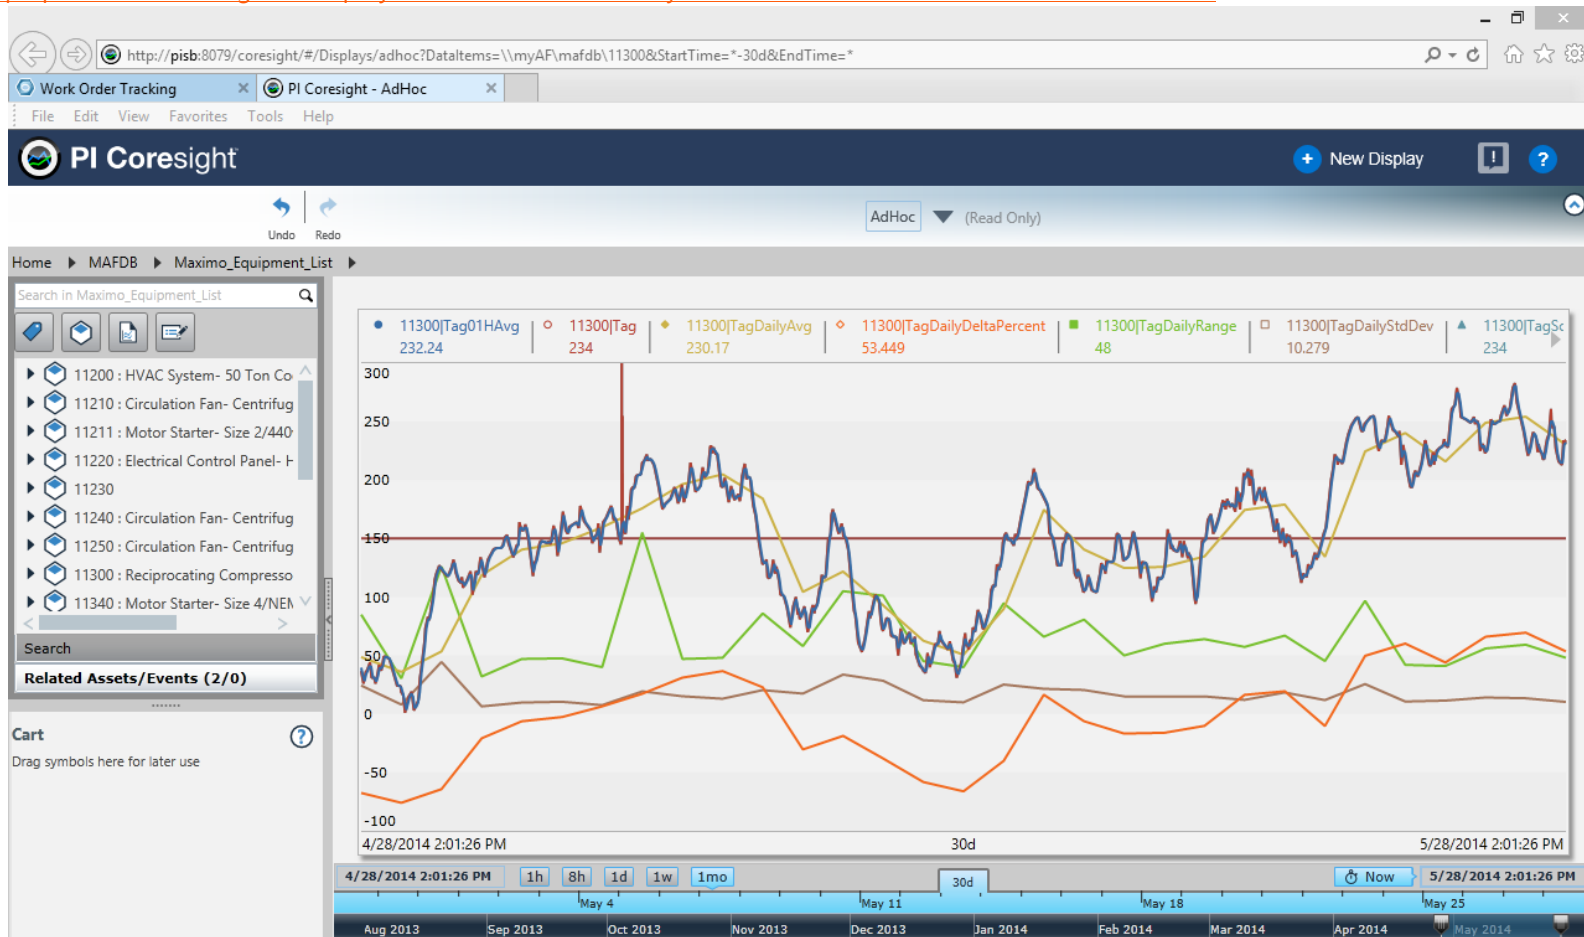 http://pisb:8079/coresight/#/Displays/adhoc?DataItems=\\myAF\mafdb\11300&StartTime=*-30d&EndTime=*
Work Order Tracking
PI Coresight - AdHoc
File Edit View Favorites Tools Help
PI Coresight
New Display
Undo Redo
AdHoc (Read Only)
Home MAFDB Maximo_Equipment_List
Search in Maximo_Equipment_List
11200 : HVAC System- 50 Ton Co
11210 : Circulation Fan- Centrifug
11211 : Motor Starter- Size 2/440
11220 : Electrical Control Panel- H
11230
11240 : Circulation Fan- Centrifug
11250 : Circulation Fan- Centrifug
11300 : Reciprocating Compresso
11340 : Motor Starter- Size 4/NEM
Search
Related Assets/Events (2/0)
Cart
Drag symbols here for later use
11300|Tag01HAvg 11300|Tag 11300|TagDailyAvg 11300|TagDailyDeltaPercent 11300|TagDailyRange 11300|TagDailyStdDev 11300|TagSc
232.24 234 230.17 53.449 48 10.279 234
300
250
200
150
100
50
0
-50
-100
4/28/2014 2:01:26 PM 30d 5/28/2014 2:01:26 PM
4/28/2014 2:01:26 PM 1h 8h 1d 1w 1mo 30d Now 5/28/2014 2:01:26 PM
May 4 May 11 May 18 May 25
Aug 2013 Sep 2013 Oct 2013 Nov 2013 Dec 2013 Jan 2014 Feb 2014 Mar 2014 Apr 2014 May 2014